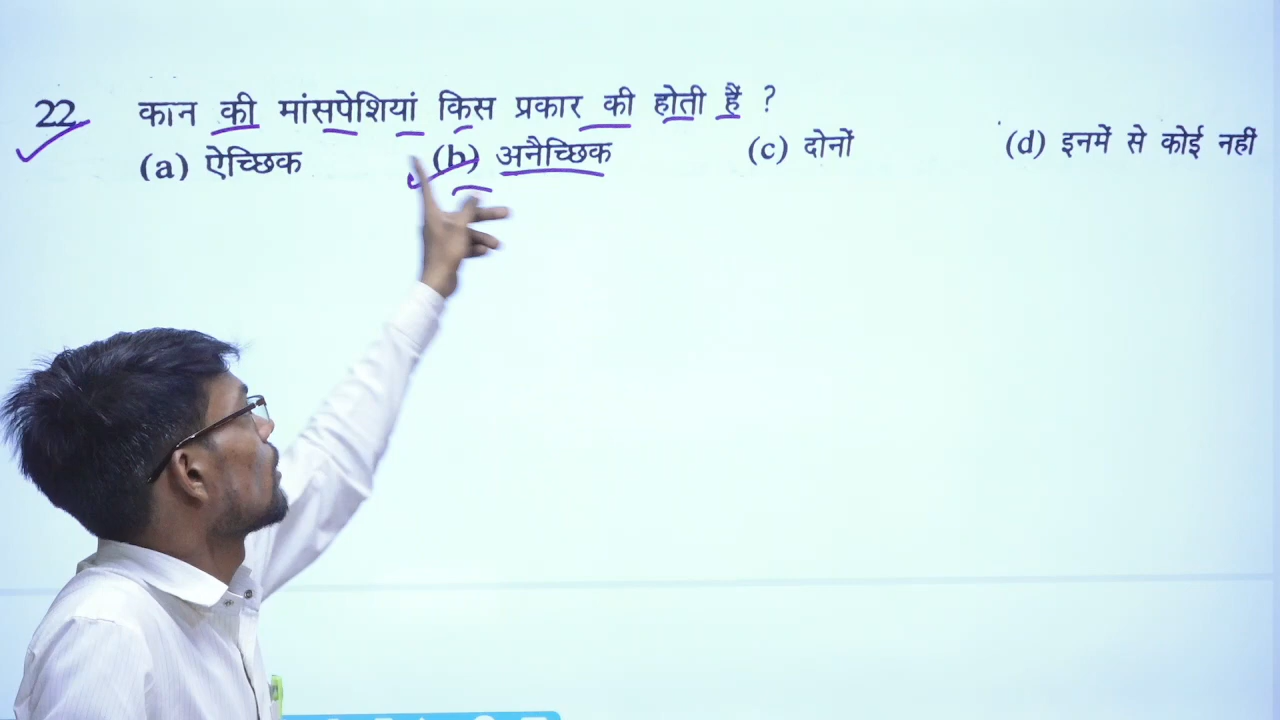 22 कान की मांसपेशियां किस प्रकार की होती हैं ?
(a) ऐच्छिक (b) अनैच्छिक (c) दोनों (d) इनमें से कोई नहीं